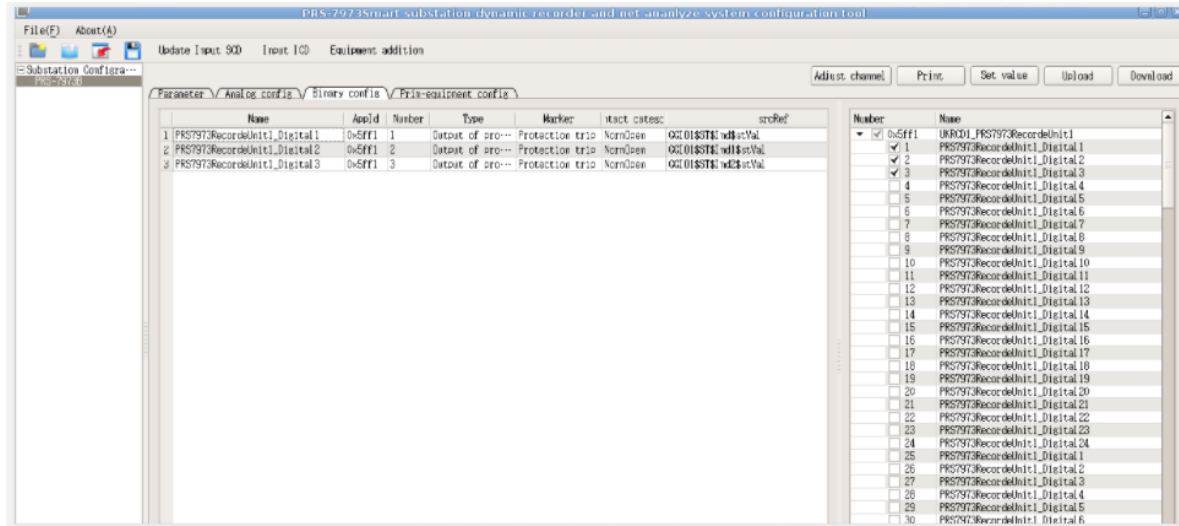 PRS-7973Smart substation dynamic recorder and net ananlyze system configuration tool
File(F) About(A)
Update Input SCD Input ICD Equipment addition
Substation Configra···
PRS-7973B
Adjust channel Print Set value Upload Download
Parameter Analog config Binary config Prim-equipment config
Name AppId Number Type Marker srcRef
1 PRS7973RecordeUnit1_Digital1 0x5ff1 1 Output of pro··· Protection trip NormOpen GGIO1$ST$Ind$stVal
2 PRS7973RecordeUnit1_Digital2 0x5ff1 2 Output of pro··· Protection trip NormOpen GGIO1$ST$Ind1$stVal
3 PRS7973RecordeUnit1_Digital3 0x5ff1 3 Output of pro··· Protection trip NormOpen GGIO1$ST$Ind2$stVal
Number Name
0x5ff1 UKRCD1_PRS7973RecordeUnit1
1 PRS7973RecordeUnit1_Digital1
2 PRS7973RecordeUnit1_Digital2
3 PRS7973RecordeUnit1_Digital3
4 PRS7973RecordeUnit1_Digital4
5 PRS7973RecordeUnit1_Digital5
6 PRS7973RecordeUnit1_Digital6
7 PRS7973RecordeUnit1_Digital7
8 PRS7973RecordeUnit1_Digital8
9 PRS7973RecordeUnit1_Digital9
10 PRS7973RecordeUnit1_Digital10
11 PRS7973RecordeUnit1_Digital11
12 PRS7973RecordeUnit1_Digital12
13 PRS7973RecordeUnit1_Digital13
14 PRS7973RecordeUnit1_Digital14
15 PRS7973RecordeUnit1_Digital15
16 PRS7973RecordeUnit1_Digital16
17 PRS7973RecordeUnit1_Digital17
18 PRS7973RecordeUnit1_Digital18
19 PRS7973RecordeUnit1_Digital19
20 PRS7973RecordeUnit1_Digital20
21 PRS7973RecordeUnit1_Digital21
22 PRS7973RecordeUnit1_Digital22
23 PRS7973RecordeUnit1_Digital23
24 PRS7973RecordeUnit1_Digital24
25 PRS7973RecordeUnit1_Digital1
26 PRS7973RecordeUnit1_Digital2
27 PRS7973RecordeUnit1_Digital3
28 PRS7973RecordeUnit1_Digital4
29 PRS7973RecordeUnit1_Digital5
30 PRS7973RecordeUnit1_Digital6